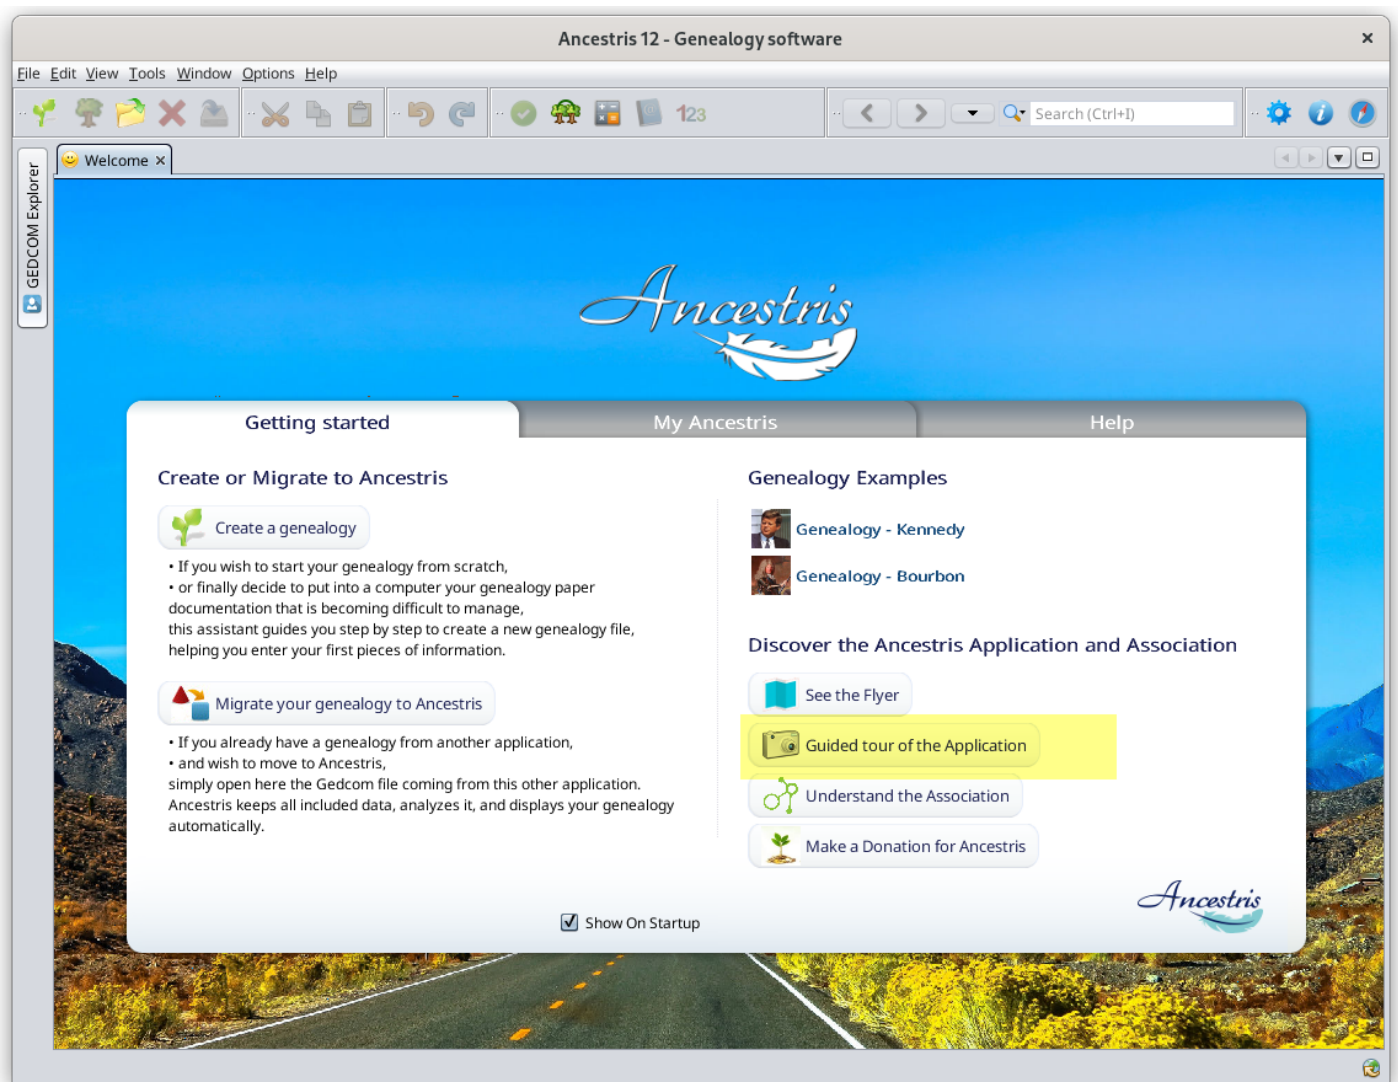 Ancestris 12 - Genealogy software
File Edit View Tools Window Options Help
123
Search (Ctrl+I)
GEDCOM Explorer
Welcome
Ancestris
Getting started
My Ancestris
Help
Create or Migrate to Ancestris
Create a genealogy
• If you wish to start your genealogy from scratch,
• or finally decide to put into a computer your genealogy paper
documentation that is becoming difficult to manage,
this assistant guides you step by step to create a new genealogy file,
helping you enter your first pieces of information.
Migrate your genealogy to Ancestris
• If you already have a genealogy from another application,
• and wish to move to Ancestris,
simply open here the Gedcom file coming from this other application.
Ancestris keeps all included data, analyzes it, and displays your genealogy
automatically.
Genealogy Examples
Genealogy - Kennedy
Genealogy - Bourbon
Discover the Ancestris Application and Association
See the Flyer
Guided tour of the Application
Understand the Association
Make a Donation for Ancestris
Ancestris
Show On Startup